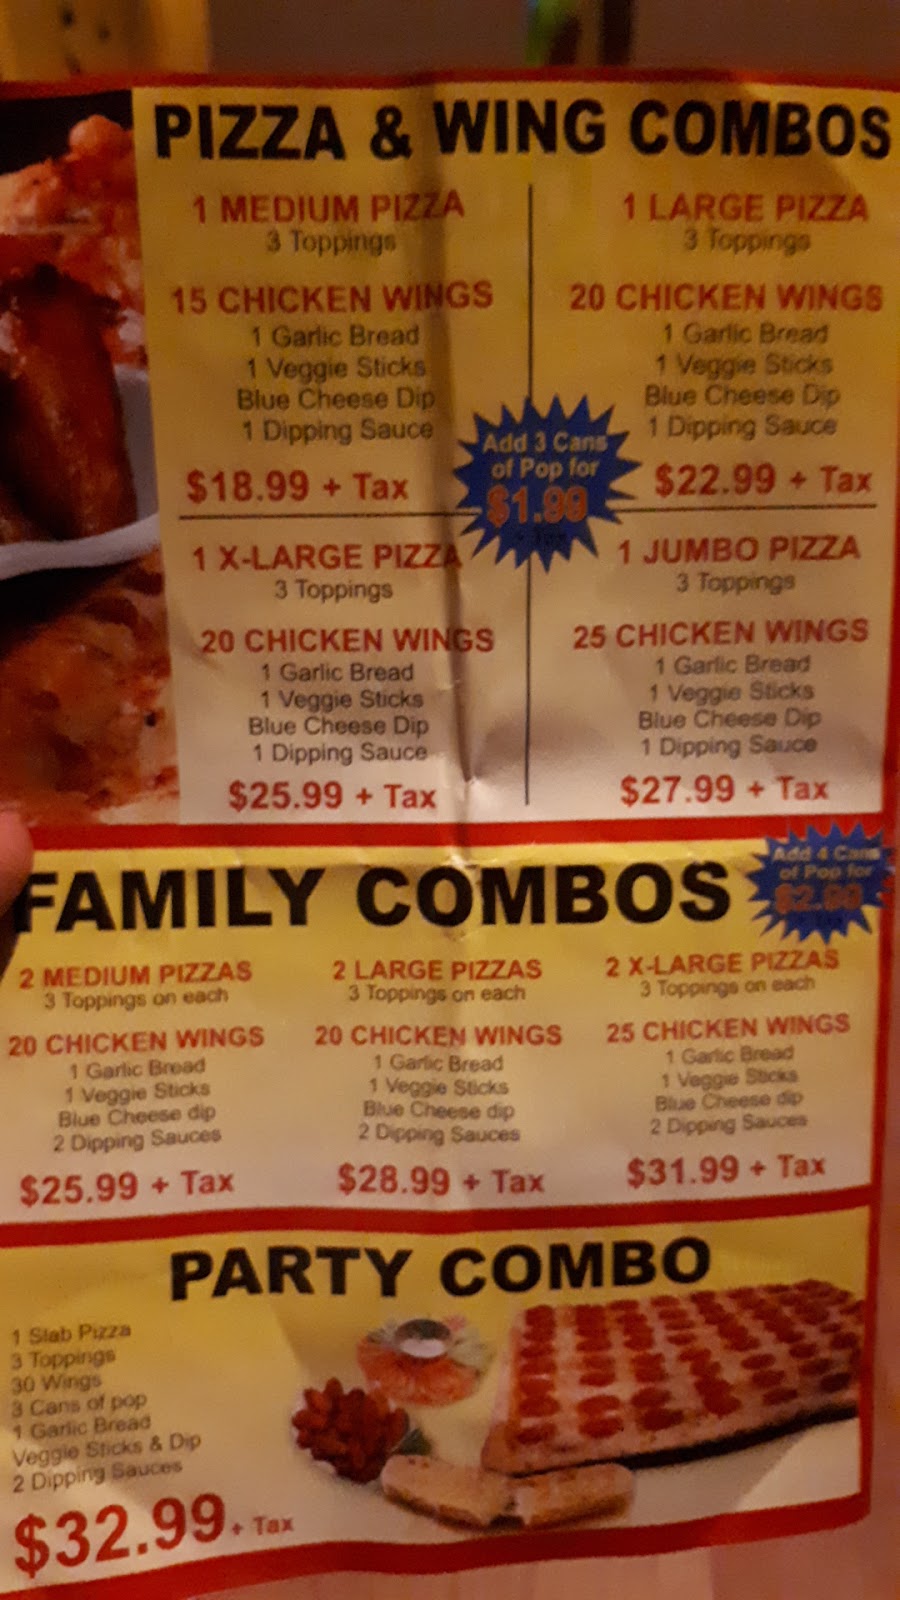 PIZZA & WING COMBOS
1 MEDIUM PIZZA
3 Toppings
15 CHICKEN WINGS
1 Garlic Bread
1 Veggie Sticks
Blue Cheese Dip
1 Dipping Sauce
$18.99 + Tax
1 LARGE PIZZA
3 Toppings
20 CHICKEN WINGS
1 Garlic Bread
1 Veggie Sticks
Blue Cheese Dip
1 Dipping Sauce
$22.99 + Tax
Add 3 Cans
of Pop for
$1.99
1 X-LARGE PIZZA
3 Toppings
20 CHICKEN WINGS
1 Garlic Bread
1 Veggie Sticks
Blue Cheese Dip
1 Dipping Sauce
$25.99 + Tax
1 JUMBO PIZZA
3 Toppings
25 CHICKEN WINGS
1 Garlic Bread
1 Veggie Sticks
Blue Cheese Dip
1 Dipping Sauce
$27.99 + Tax
FAMILY COMBOS
Add 4 Cans
of Pop for
$2.99
2 MEDIUM PIZZAS
3 Toppings on each
20 CHICKEN WINGS
1 Garlic Bread
1 Veggie Sticks
Blue Cheese dip
2 Dipping Sauces
$25.99 + Tax
2 LARGE PIZZAS
3 Toppings on each
20 CHICKEN WINGS
1 Garlic Bread
1 Veggie Sticks
Blue Cheese dip
2 Dipping Sauces
$28.99 + Tax
2 X-LARGE PIZZAS
3 Toppings on each
25 CHICKEN WINGS
1 Garlic Bread
1 Veggie Sticks
Blue Cheese dip
2 Dipping Sauces
$31.99 + Tax
PARTY COMBO
1 Slab Pizza
3 Toppings
30 Wings
3 Cans of pop
1 Garlic Bread
Veggie Sticks & Dip
2 Dipping Sauces
$32.99 + Tax